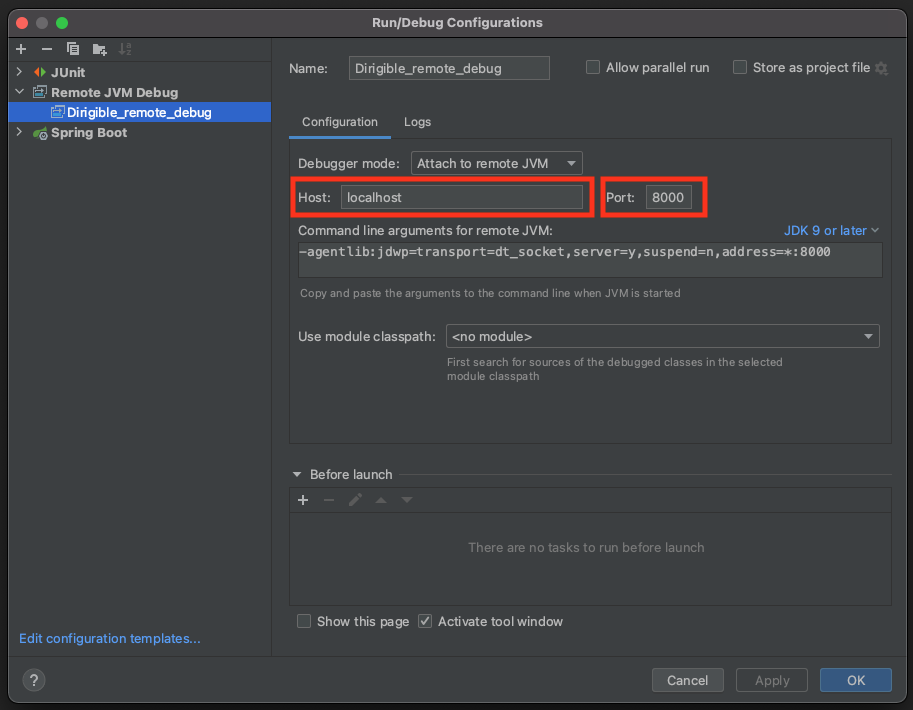 Run/Debug Configurations
JUnit
Remote JVM Debug
Dirigible_remote_debug
Spring Boot
Edit configuration templates...
Name: Dirigible_remote_debug Allow parallel run Store as project file
Configuration Logs
Debugger mode: Attach to remote JVM
Host: localhost Port: 8000
Command line arguments for remote JVM: JDK 9 or later
-agentlib:jdwp=transport=dt_socket,server=y,suspend=n,address=*:8000
Copy and paste the arguments to the command line when JVM is started
Use module classpath: <no module>
First search for sources of the debugged classes in the selected
module classpath
Before launch
There are no tasks to run before launch
Show this page Activate tool window
? Cancel Apply OK